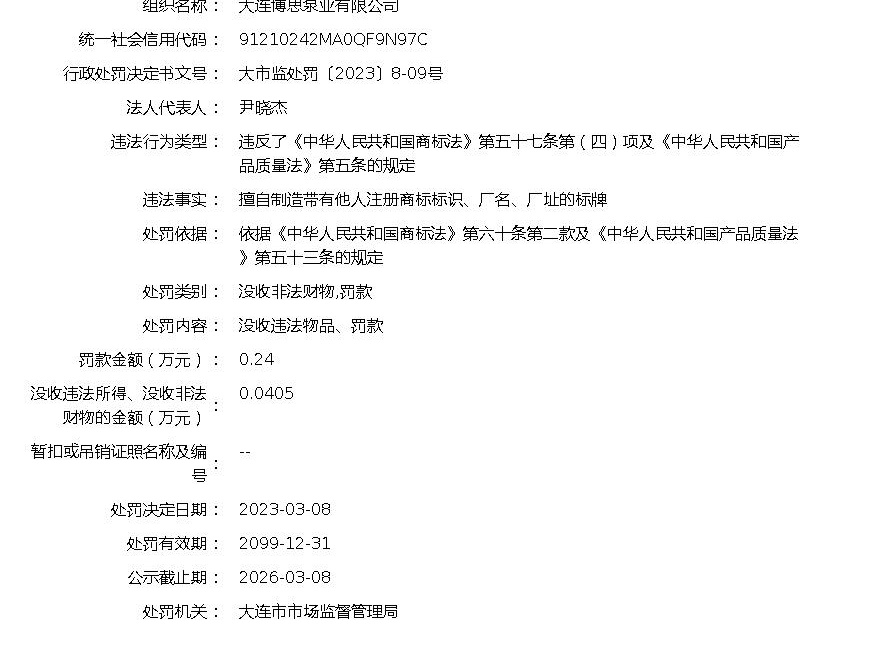 组织名称： 大连博思泵业有限公司
统一社会信用代码： 91210242MA0QF9N97C
行政处罚决定书文号： 大市监处罚〔2023〕8-09号
法人代表人： 尹晓杰
违法行为类型： 违反了《中华人民共和国商标法》第五十七条第（四）项及《中华人民共和国产
品质量法》第五条的规定
违法事实： 擅自制造带有他人注册商标标识、厂名、厂址的标牌
处罚依据： 依据《中华人民共和国商标法》第六十条第二款及《中华人民共和国产品质量法
》第五十三条的规定
处罚类别： 没收非法财物,罚款
处罚内容： 没收违法物品、罚款
罚款金额（万元）： 0.24
没收违法所得、没收非法
财物的金额（万元）： 0.0405
暂扣或吊销证照名称及编
号： --
处罚决定日期： 2023-03-08
处罚有效期： 2099-12-31
公示截止期： 2026-03-08
处罚机关： 大连市市场监督管理局